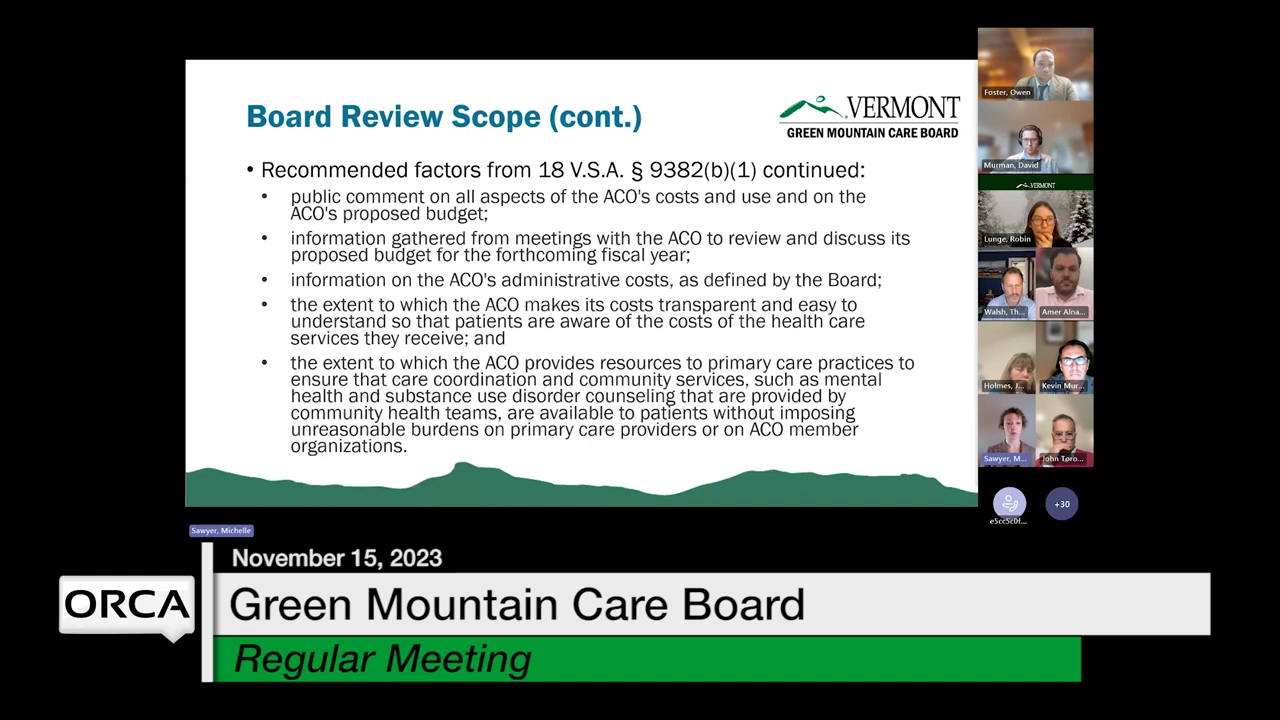 Board Review Scope (cont.)
VERMONT
GREEN MOUNTAIN CARE BOARD
• Recommended factors from 18 V.S.A. § 9382(b)(1) continued:
• public comment on all aspects of the ACO's costs and use and on the
ACO's proposed budget;
• information gathered from meetings with the ACO to review and discuss its
proposed budget for the forthcoming fiscal year;
• information on the ACO's administrative costs, as defined by the Board;
• the extent to which the ACO makes its costs transparent and easy to
understand so that patients are aware of the costs of the health care
services they receive; and
• the extent to which the ACO provides resources to primary care practices to
ensure that care coordination and community services, such as mental
health and substance use disorder counseling that are provided by
community health teams, are available to patients without imposing
unreasonable burdens on primary care providers or on ACO member
organizations.
Foster, Owen
Murman, David
VERMONT
Lunge, Robin
Walsh, Th...
Amer Alna...
Holmes, J...
Kevin Mur...
Sawyer, M...
John Toro...
+30
Sawyer, Michelle
November 15, 2023
ORCA
Green Mountain Care Board
Regular Meeting